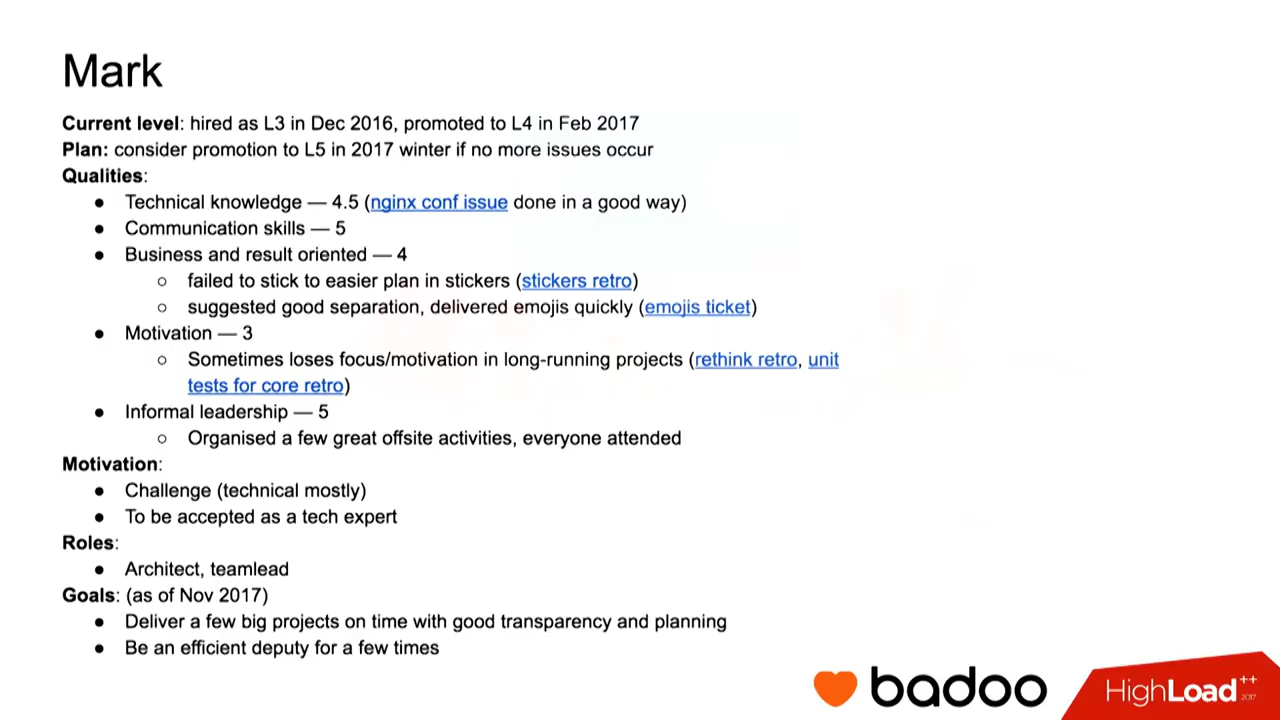 Mark
Current level: hired as L3 in Dec 2016, promoted to L4 in Feb 2017
Plan: consider promotion to L5 in 2017 winter if no more issues occur
Qualities:
● Technical knowledge — 4.5 (nginx conf issue done in a good way)
● Communication skills — 5
● Business and result oriented — 4
○ failed to stick to easier plan in stickers (stickers retro)
○ suggested good separation, delivered emojis quickly (emojis ticket)
● Motivation — 3
○ Sometimes loses focus/motivation in long-running projects (rethink retro, unit
tests for core retro)
● Informal leadership — 5
○ Organised a few great offsite activities, everyone attended
Motivation:
● Challenge (technical mostly)
● To be accepted as a tech expert
Roles:
● Architect, teamlead
Goals: (as of Nov 2017)
● Deliver a few big projects on time with good transparency and planning
● Be an efficient deputy for a few times
badoo
HighLoad++ 2017